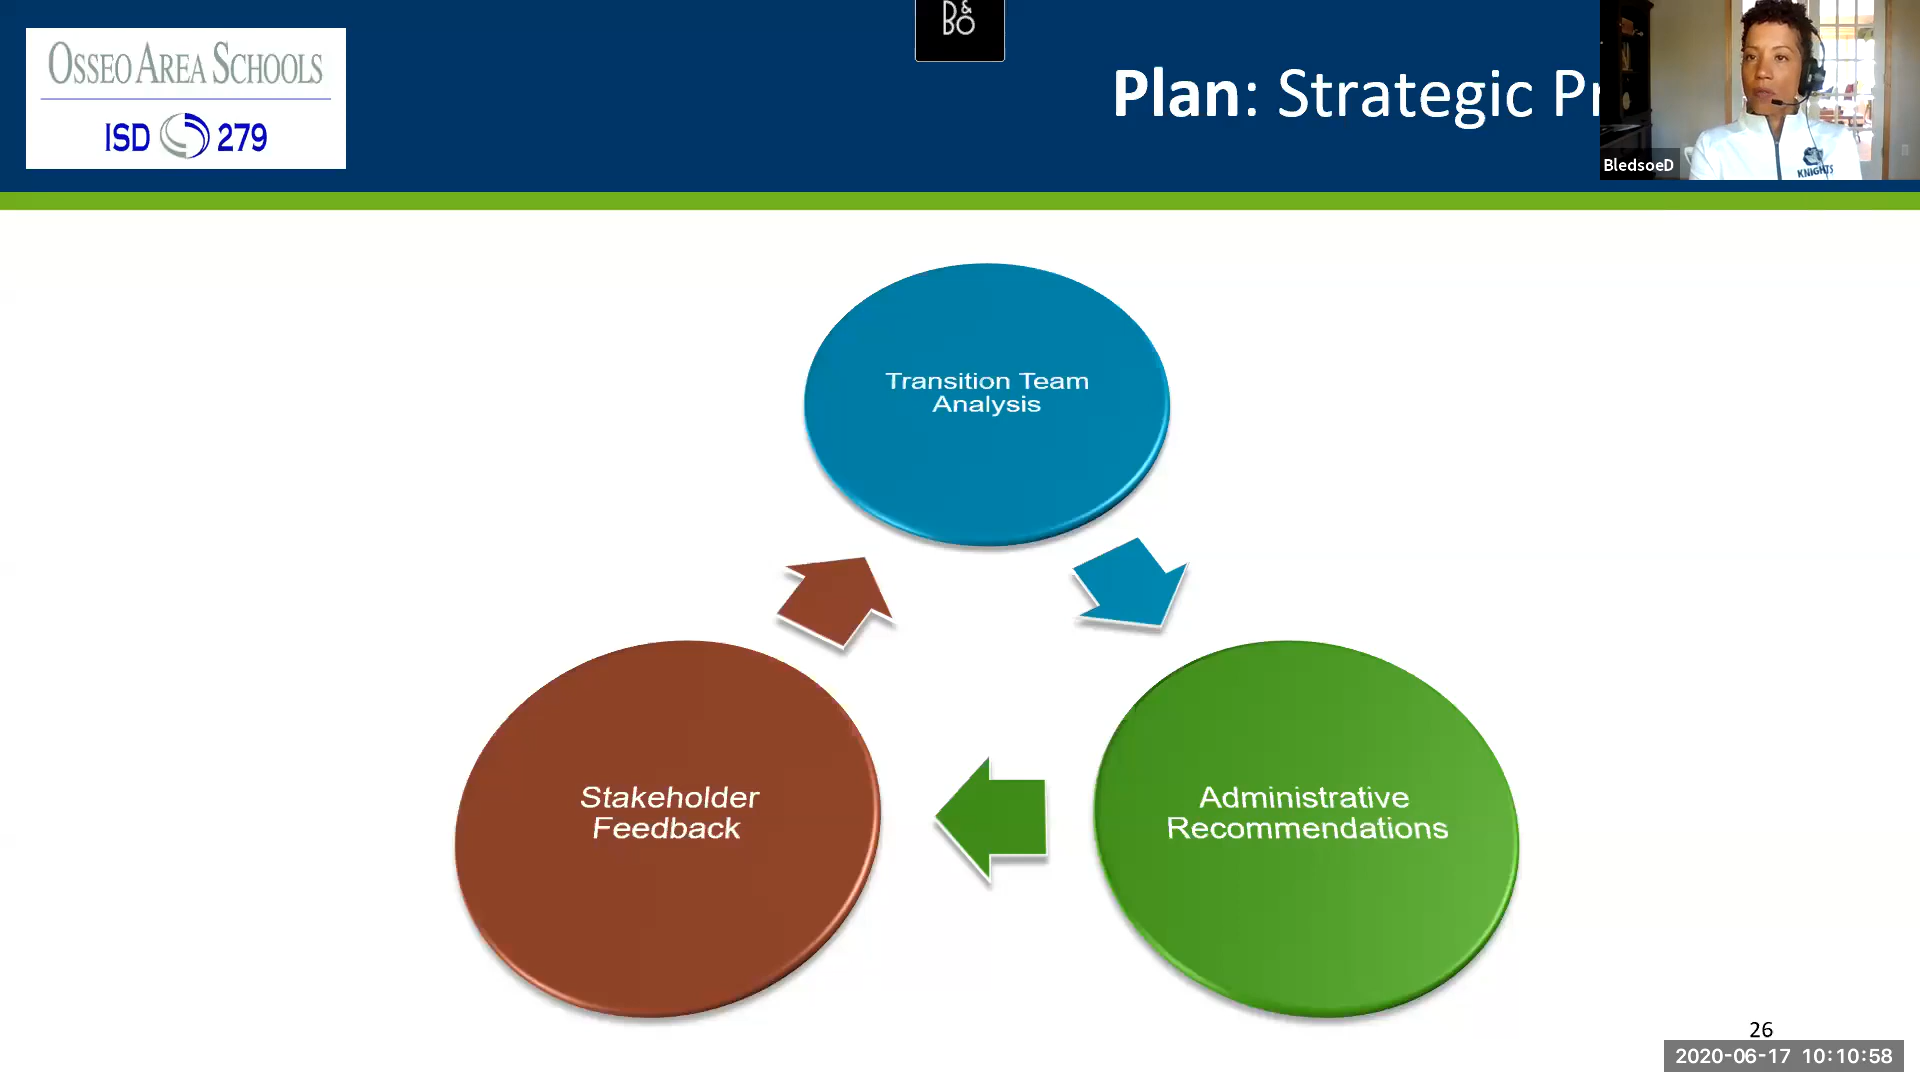 OSSEO AREA SCHOOLS
ISD 279
B&O
Plan: Strategic
BledsoeD
KNIGHTS
Transition Team
Analysis
Stakeholder
Feedback
Administrative
Recommendations
26
2020-06-17 10:10:58